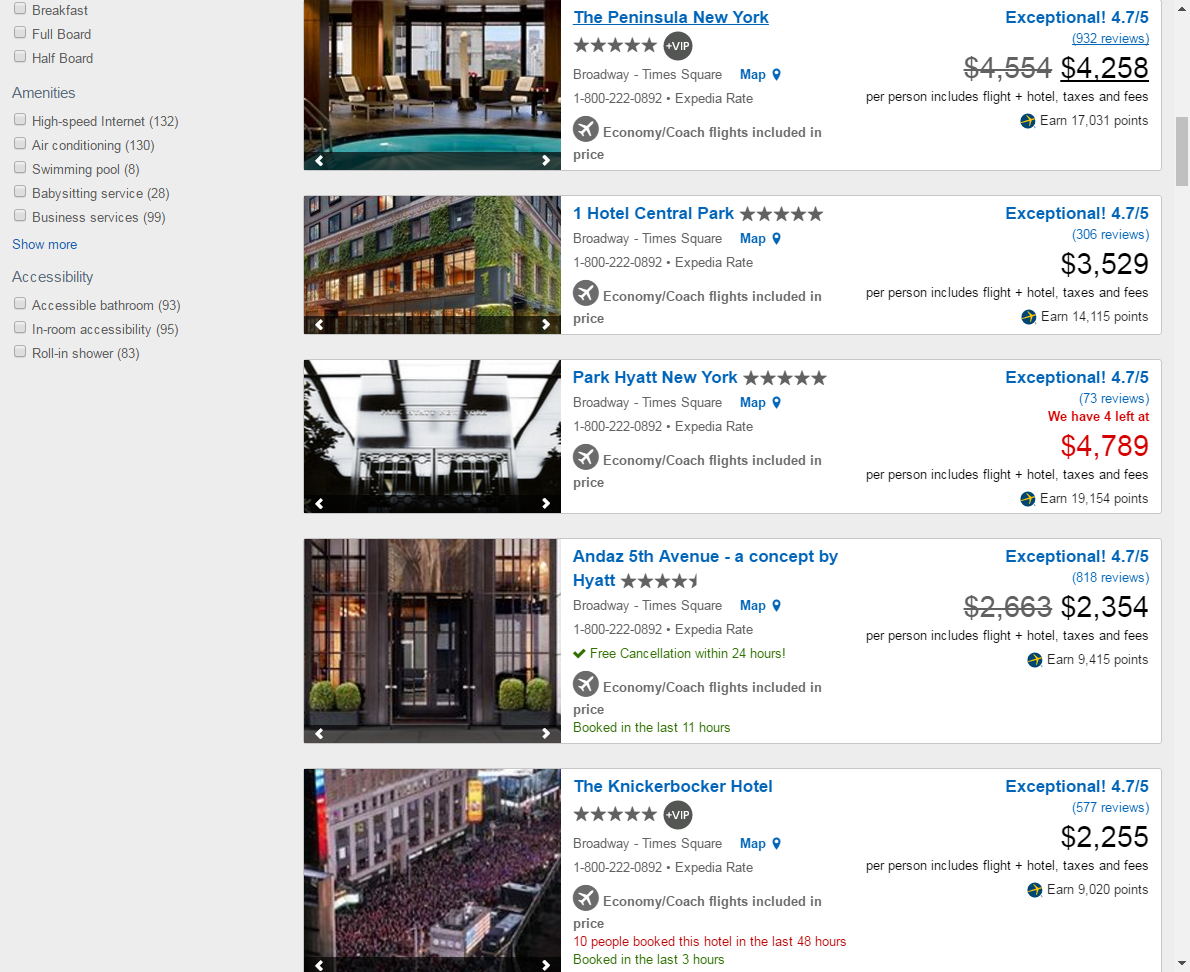 Breakfast
Full Board
Half Board
Amenities
High-speed Internet (132)
Air conditioning (130)
Swimming pool (8)
Babysitting service (28)
Business services (99)
Show more
Accessibility
Accessible bathroom (93)
In-room accessibility (95)
Roll-in shower (83)
The Peninsula New York
+VIP
Broadway - Times Square Map
1-800-222-0892 • Expedia Rate
Economy/Coach flights included in
price
Exceptional! 4.7/5
(932 reviews)
$4,554 $4,258
per person includes flight + hotel, taxes and fees
Earn 17,031 points
1 Hotel Central Park
Broadway - Times Square Map
1-800-222-0892 • Expedia Rate
Economy/Coach flights included in
price
Exceptional! 4.7/5
(306 reviews)
$3,529
per person includes flight + hotel, taxes and fees
Earn 14,115 points
PARK HYATT NEW YORK
Park Hyatt New York
Broadway - Times Square Map
1-800-222-0892 • Expedia Rate
Economy/Coach flights included in
price
Exceptional! 4.7/5
(73 reviews)
We have 4 left at
$4,789
per person includes flight + hotel, taxes and fees
Earn 19,154 points
Andaz 5th Avenue - a concept by
Hyatt
Broadway - Times Square Map
1-800-222-0892 • Expedia Rate
Free Cancellation within 24 hours!
Economy/Coach flights included in
price
Booked in the last 11 hours
Exceptional! 4.7/5
(818 reviews)
$2,663 $2,354
per person includes flight + hotel, taxes and fees
Earn 9,415 points
The Knickerbocker Hotel
+VIP
Broadway - Times Square Map
1-800-222-0892 • Expedia Rate
Economy/Coach flights included in
price
10 people booked this hotel in the last 48 hours
Booked in the last 3 hours
Exceptional! 4.7/5
(577 reviews)
$2,255
per person includes flight + hotel, taxes and fees
Earn 9,020 points